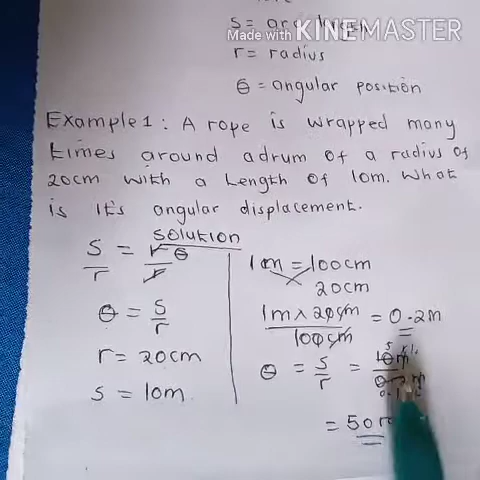 s = arc length
Made with KINEMASTER
r = radius
θ = angular position
Example 1: A rope is wrapped many
times around a drum of a radius of
20cm with a length of 10m. What
is it's angular displacement.
Solution
s/r = rθ/r
θ = s/r
r = 20cm
s = 10m
1m = 100cm
20cm
1m x 20cm / 100cm = 0.2m
θ = s/r = 10m
= 50r